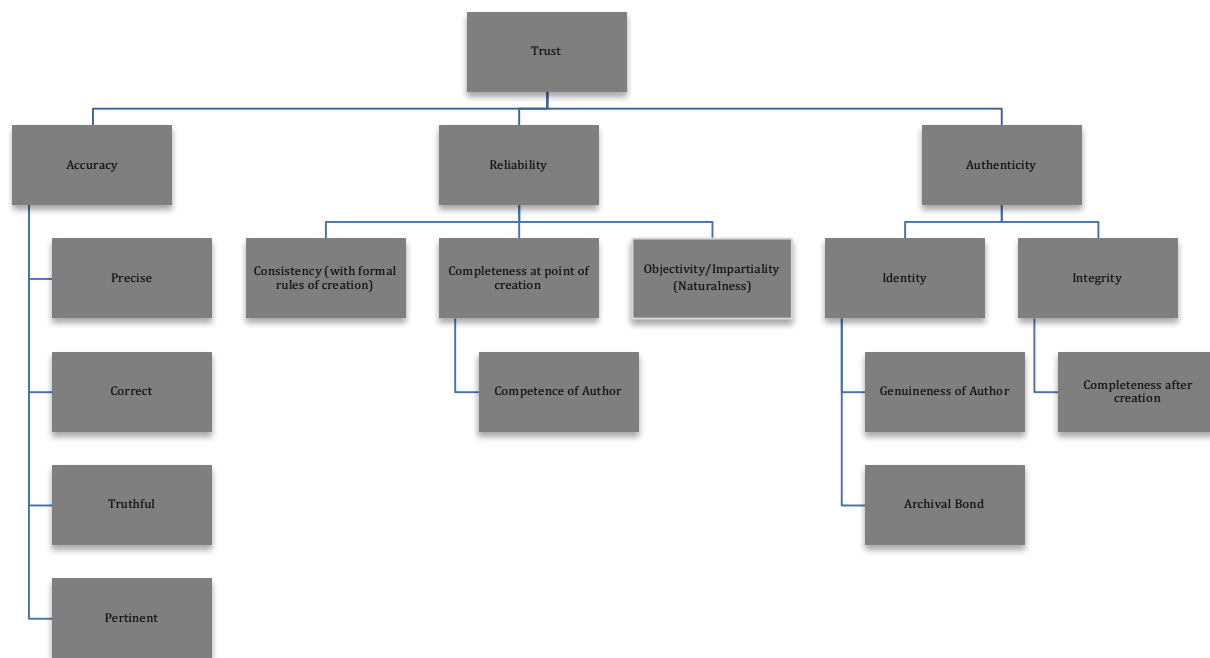 Trust
Accuracy
Reliability
Authenticity
Precise
Consistency (with formal
rules of creation)
Completeness at point of
creation
Objectivity/Impartiality
(Naturalness)
Identity
Integrity
Correct
Competence of Author
Genuineness of Author
Completeness after
creation
Truthful
Archival Bond
Pertinent